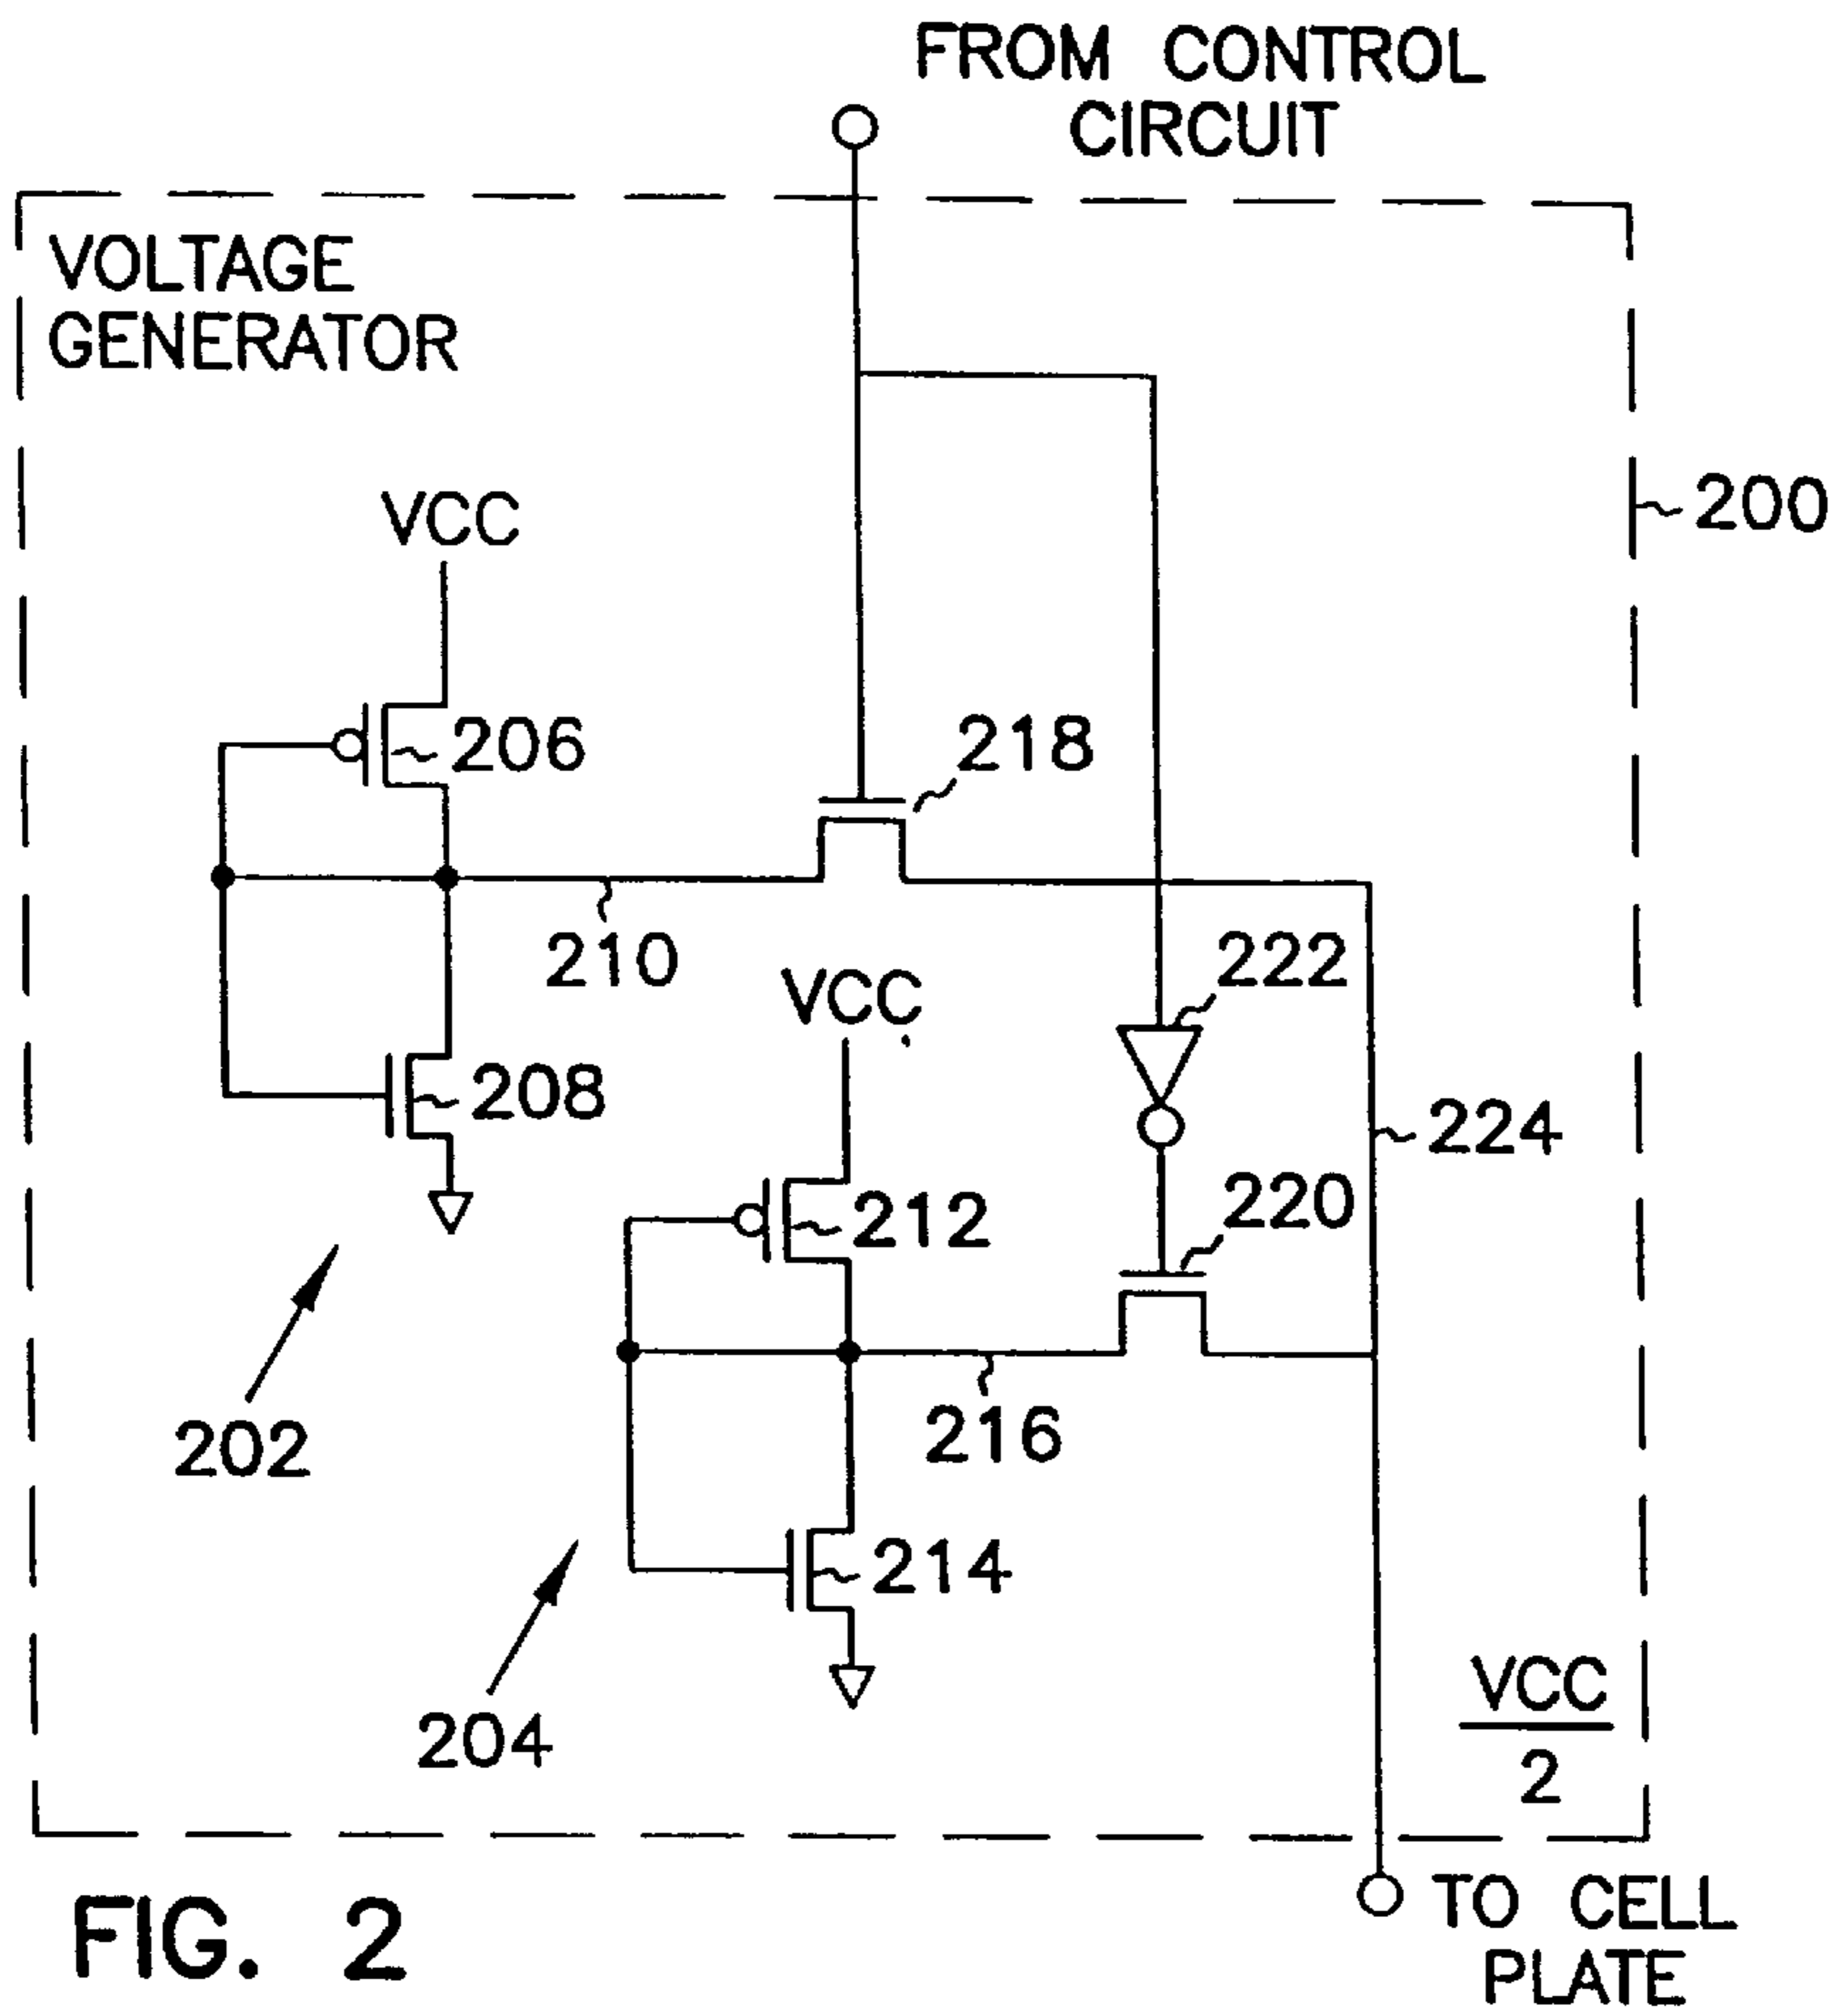 FROM CONTROL
CIRCUIT
VOLTAGE
GENERATOR
VCC
200
206
218
210
VCC
222
208
224
212
220
216
202
214
204
VCC
2
TO CELL
PLATE
FIG. 2